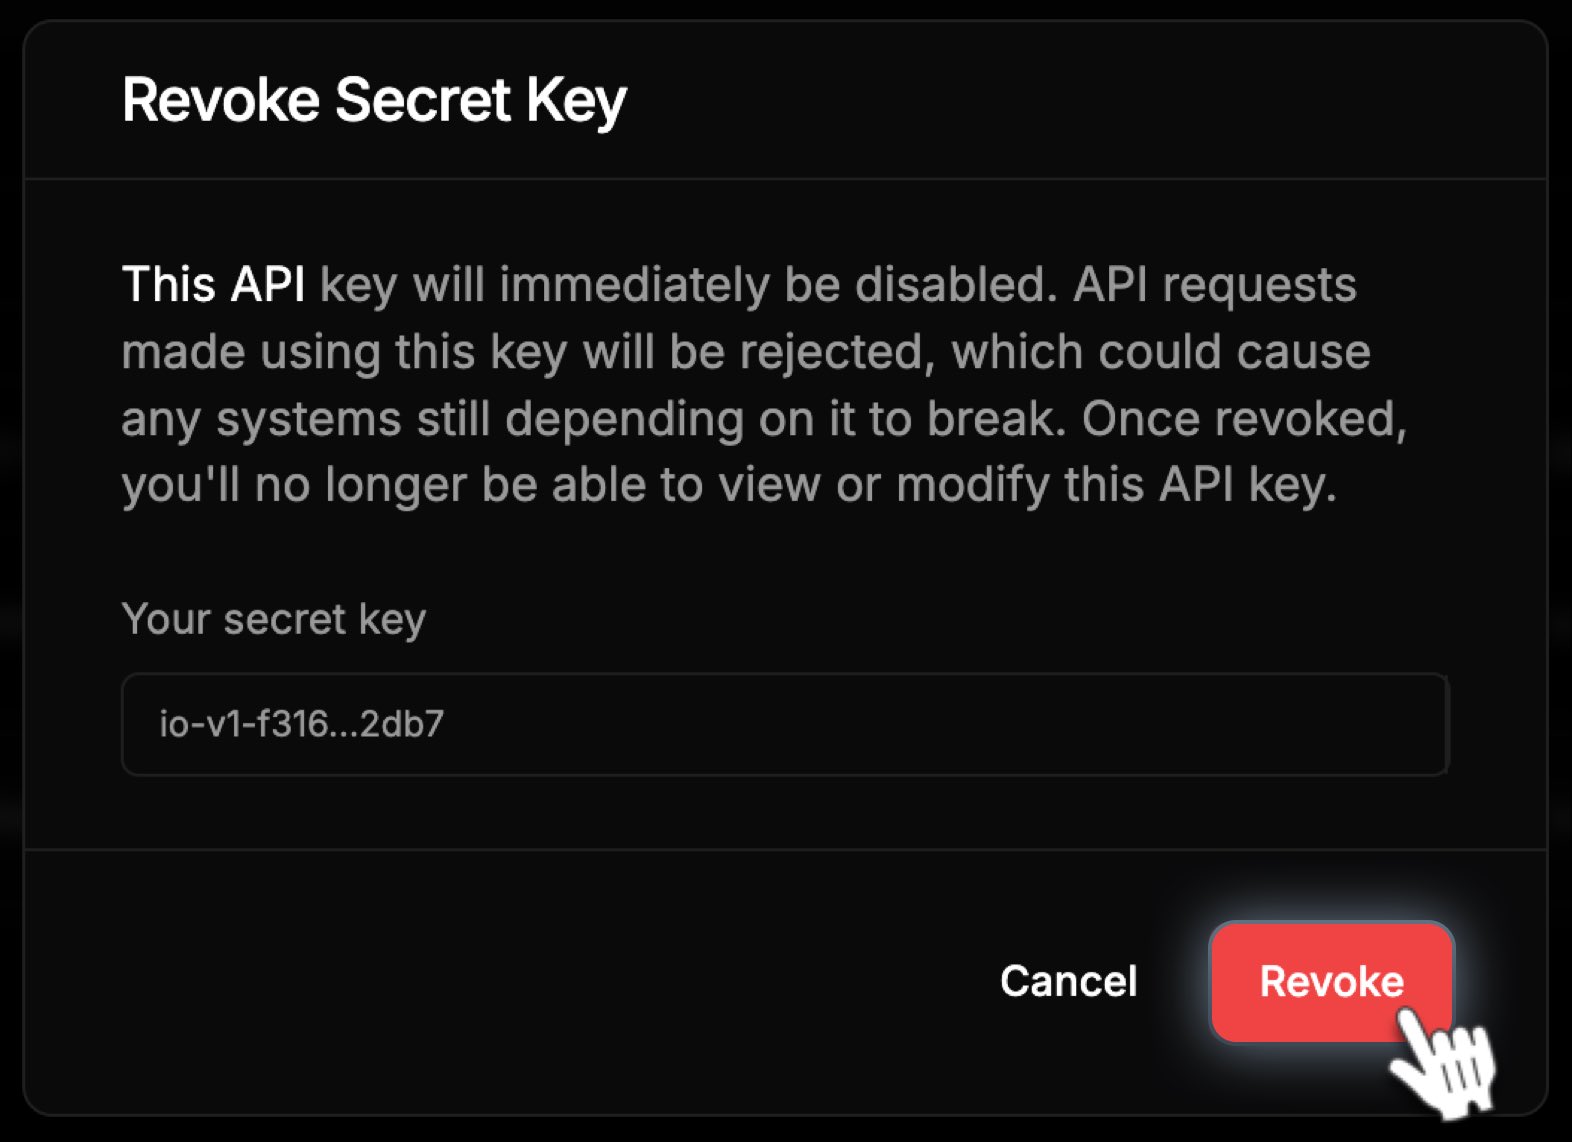 Revoke Secret Key
This API key will immediately be disabled. API requests
made using this key will be rejected, which could cause
any systems still depending on it to break. Once revoked,
you'll no longer be able to view or modify this API key.
Your secret key
io-v1-f316...2db7
Cancel
Revoke